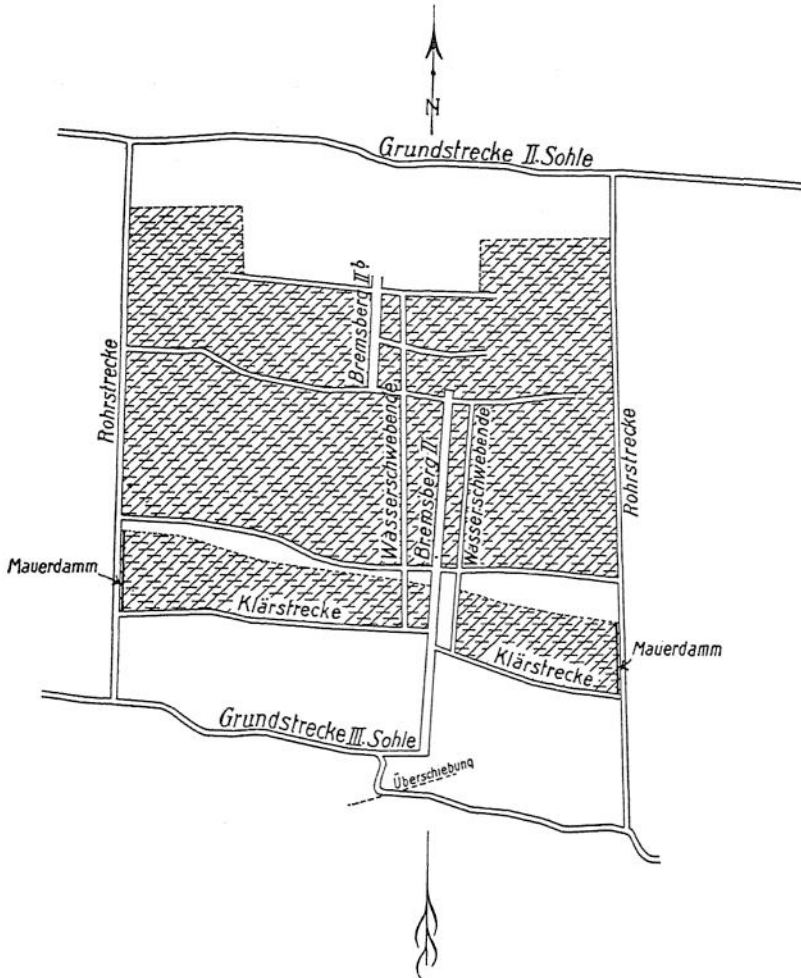 N
Grundstrecke II. Sohle
Bremsberg II b
Rohrstrecke
Wasserschwebende
Bremsberg II
Wasserschwebende
Rohrstrecke
Mauerdamm
Klärstrecke
Klärstrecke
Mauerdamm
Grundstrecke III. Sohle
Überschiebung